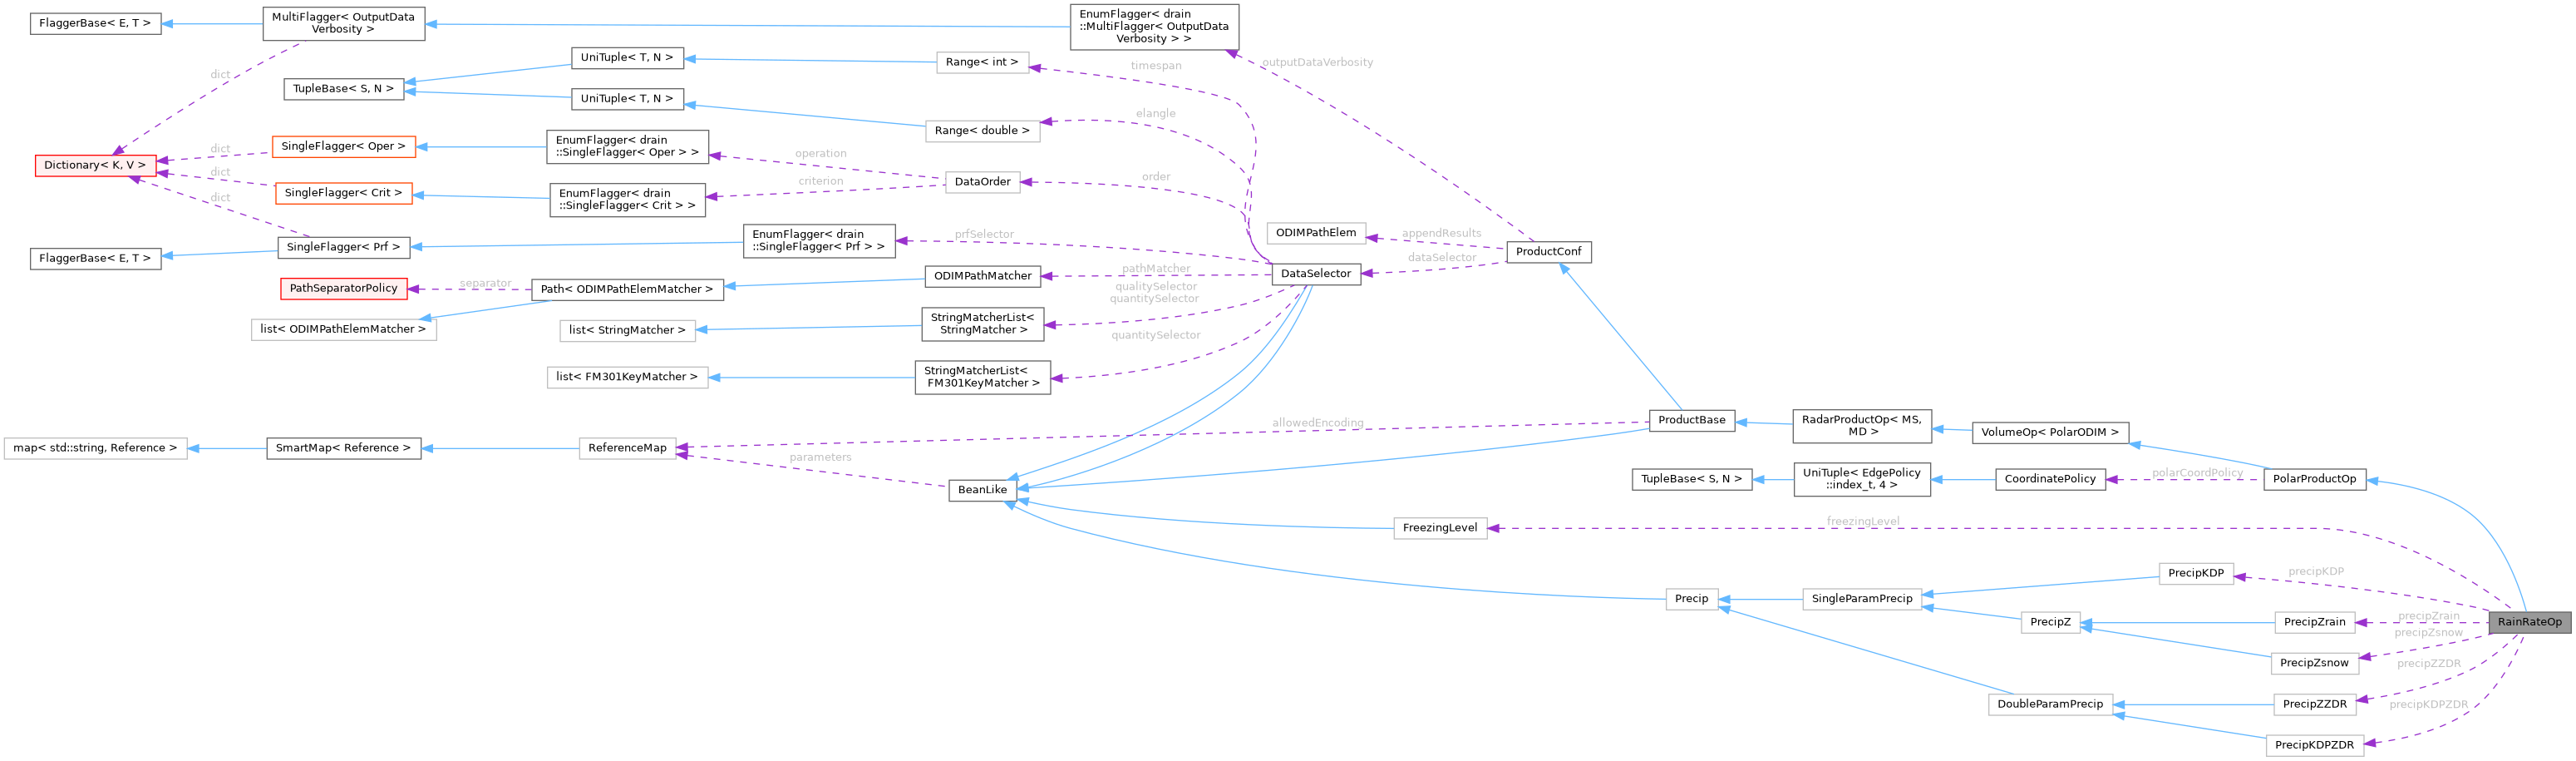 FlaggerBase< E, T >
MultiFlagger< OutputData
Verbosity >
EnumFlagger< drain
::MultiFlagger< OutputData
Verbosity > >
UniTuple< T, N >
Range< int >
timespan
outputDataVerbosity
dict
TupleBase< S, N >
UniTuple< T, N >
Range< double >
elangle
SingleFlagger< Oper >
EnumFlagger< drain
::SingleFlagger< Oper > >
operation
dict
Dictionary< K, V >
dict
SingleFlagger< Crit >
EnumFlagger< drain
::SingleFlagger< Crit > >
criterion
DataOrder
order
dict
FlaggerBase< E, T >
SingleFlagger< Prf >
EnumFlagger< drain
::SingleFlagger< Prf > >
prfSelector
ODIMPathElem
appendResults
ProductConf
dataSelector
DataSelector
PathSeparatorPolicy
separator
Path< ODIMPathElemMatcher >
ODIMPathMatcher
pathMatcher
qualitySelector
quantitySelector
list< ODIMPathElemMatcher >
list< StringMatcher >
StringMatcherList<
StringMatcher >
quantitySelector
list< FM301KeyMatcher >
StringMatcherList<
FM301KeyMatcher >
allowedEncoding
ProductBase
RadarProductOp< MS,
MD >
VolumeOp< PolarODIM >
map< std::string, Reference >
SmartMap< Reference >
ReferenceMap
parameters
BeanLike
TupleBase< S, N >
UniTuple< EdgePolicy
::index_t, 4 >
CoordinatePolicy
polarCoordPolicy
PolarProductOp
FreezingLevel
freezingLevel
PrecipKDP
precipKDP
Precip
SingleParamPrecip
PrecipZ
PrecipZrain
precipZrain
RainRateOp
precipZsnow
PrecipZsnow
precipZZDR
DoubleParamPrecip
PrecipZZDR
precipKDPZDR
PrecipKDPZDR